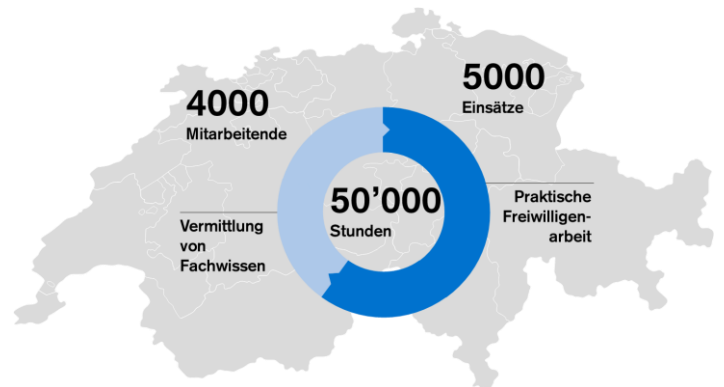 4000
Mitarbeitende
5000
Einsätze
50’000
Stunden
Vermittlung
von
Fachwissen
Praktische
Freiwilligen-
arbeit